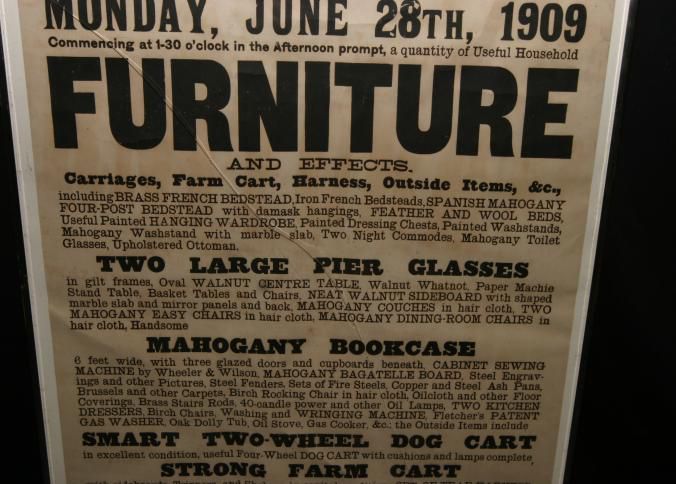 MONDAY, JUNE 28TH, 1909
Commencing at 1-30 o'clock in the Afternoon prompt, a quantity of Useful Household
FURNITURE
AND EFFECTS.
Carriages, Farm Cart, Harness, Outside Items, &c.,
including BRASS FRENCH BEDSTEAD, Iron French Bedsteads, SPANISH MAHOGANY
FOUR-POST BEDSTEAD with damask hangings, FEATHER AND WOOL BEDS,
Useful Painted HANGING WARDROBE, Painted Dressing Chests, Painted Washstands,
Mahogany Washstand with marble slab, Two Night Commodes, Mahogany Toilet
Glasses, Upholstered Ottoman,
TWO LARGE PIER GLASSES
in gilt frames, Oval WALNUT CENTRE TABLE, Walnut Whatnot, Paper Machie
Stand Table, Basket Tables and Chairs, NEAT WALNUT SIDEBOARD with shaped
marble slab and mirror panels and back, MAHOGANY COUCHES in hair cloth, TWO
MAHOGANY EASY CHAIRS in hair cloth, MAHOGANY DINING-ROOM CHAIRS in
hair cloth, Handsome
MAHOGANY BOOKCASE
6 feet wide, with three glazed doors and cupboards beneath, CABINET SEWING
MACHINE by Wheeler & Wilson, MAHOGANY BAGATELLE BOARD, Steel Engrav-
ings and other Pictures, Steel Fenders, Sets of Fire Steels, Copper and Steel Ash Pans,
Brussels and other Carpets, Birch Rocking Chair in hair cloth, Oilcloth and other Floor
Coverings, Brass Stairs Rods, 40-candle power and other Oil Lamps, TWO KITCHEN
DRESSERS, Birch Chairs, Washing and WRINGING MACHINE, Fletcher's PATENT
GAS WASHER, Oak Dolly Tub, Oil Stove, Gas Cooker, &c.; the Outside Items include
SMART TWO-WHEEL DOG CART
in excellent condition, useful Four-Wheel DOG CART with cushions and lamps complete,
STRONG FARM CART